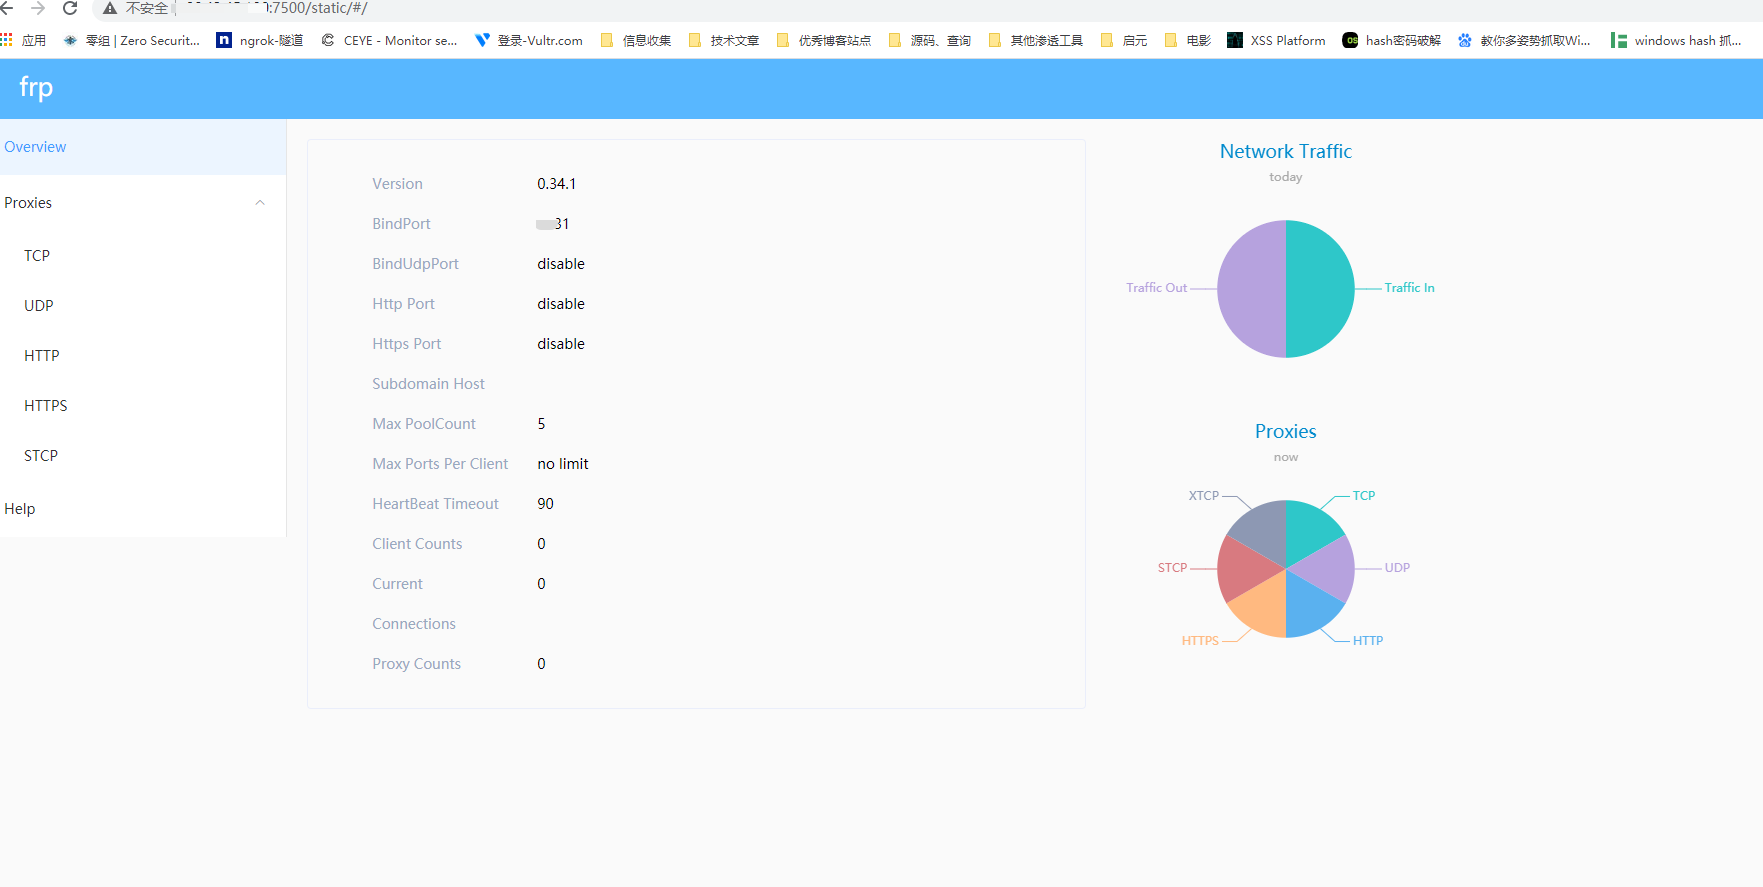 不安全 :7500/static/#/
应用 零组 | Zero Securit... ngrok-隧道 CEYE - Monitor se... 登录-Vultr.com 信息收集 技术文章 优秀博客站点 源码、查询 其他渗透工具 启元 电影 XSS Platform hash密码破解 教你多姿势抓取Wi... windows hash 抓...
frp
Overview
Proxies
TCP
UDP
HTTP
HTTPS
STCP
Help
Version 0.34.1
BindPort 31
BindUdpPort disable
Http Port disable
Https Port disable
Subdomain Host
Max PoolCount 5
Max Ports Per Client no limit
HeartBeat Timeout 90
Client Counts 0
Current 0
Connections
Proxy Counts 0
Network Traffic
today
Traffic Out Traffic In
Proxies
now
XTCP TCP
STCP UDP
HTTPS HTTP